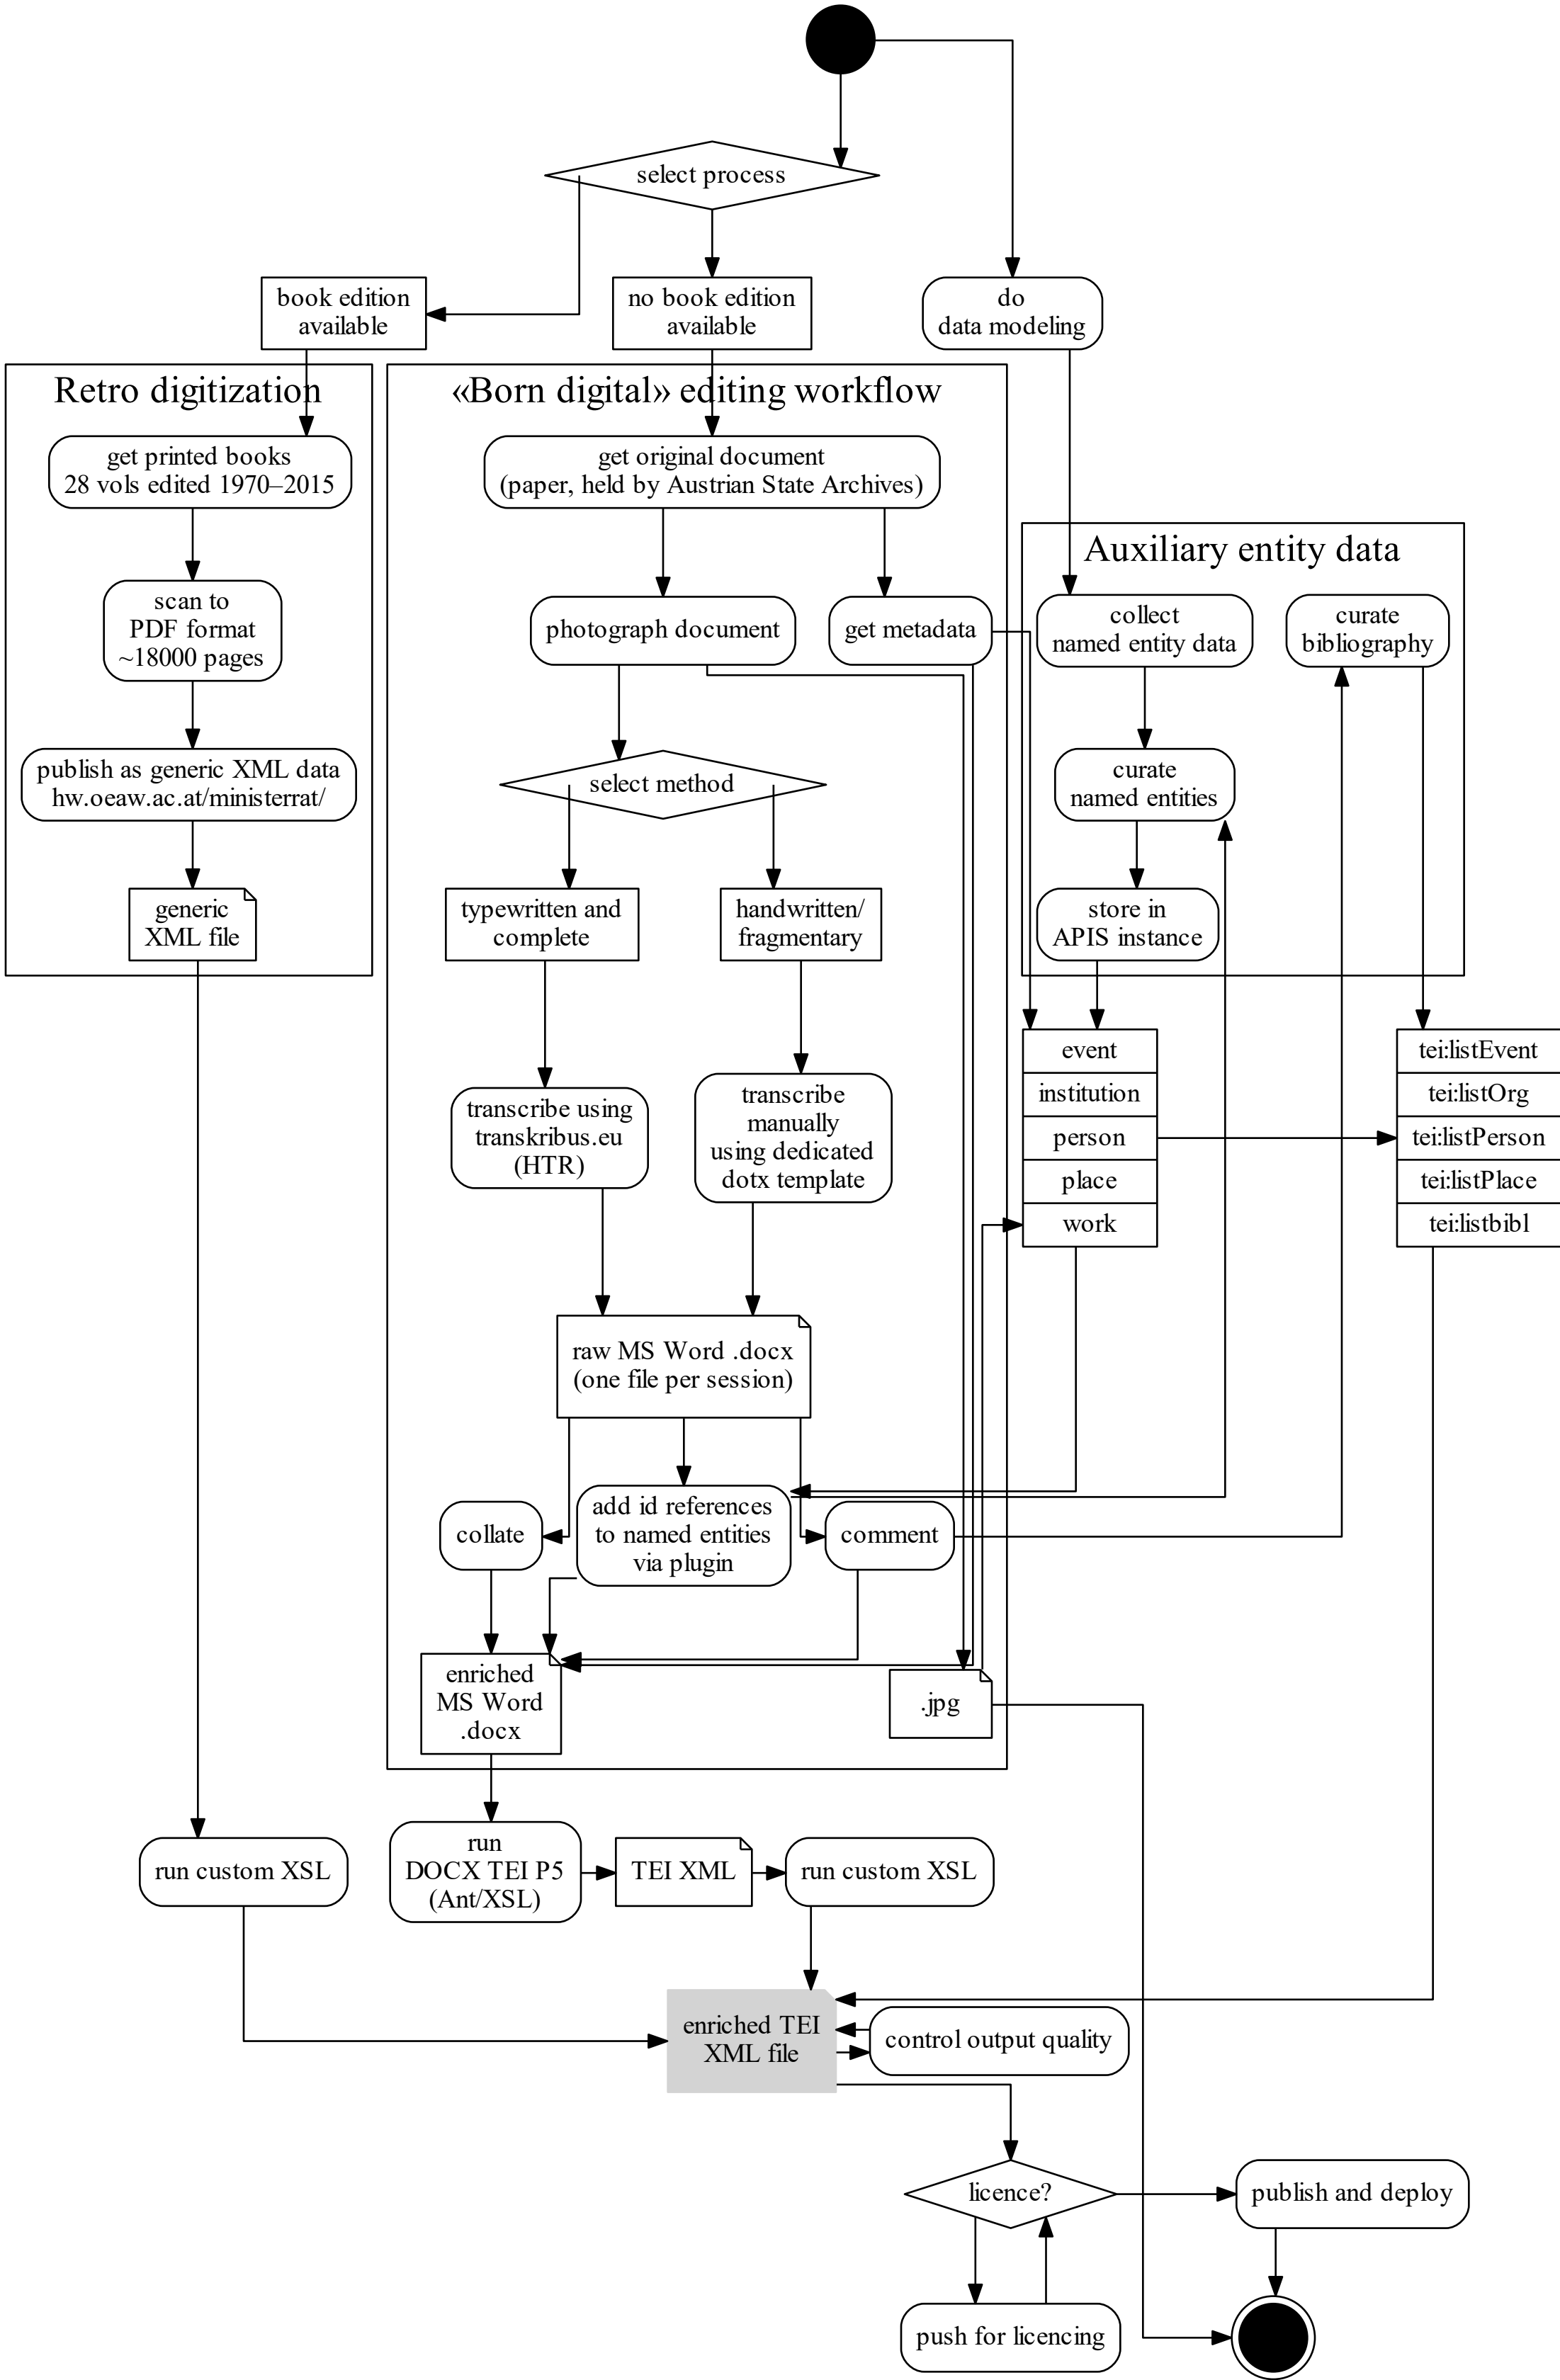 select process
book edition
available
no book edition
available
do
data modeling
Retro digitization
get printed books
28 vols edited 1970–2015
scan to
PDF format
~18000 pages
publish as generic XML data
hw.oeaw.ac.at/ministerrat/
generic
XML file
«Born digital» editing workflow
get original document
(paper, held by Austrian State Archives)
photograph document
get metadata
select method
typewritten and
complete
handwritten/
fragmentary
transcribe using
transkribus.eu
(HTR)
transcribe
manually
using dedicated
dotx template
raw MS Word .docx
(one file per session)
collate
add id references
to named entities
via plugin
comment
enriched
MS Word
.docx
.jpg
Auxiliary entity data
collect
named entity data
curate
bibliography
curate
named entities
store in
APIS instance
event
institution
person
place
work
tei:listEvent
tei:listOrg
tei:listPerson
tei:listPlace
tei:listbibl
run custom XSL
run
DOCX TEI P5
(Ant/XSL)
TEI XML
run custom XSL
enriched TEI
XML file
control output quality
licence?
publish and deploy
push for licencing